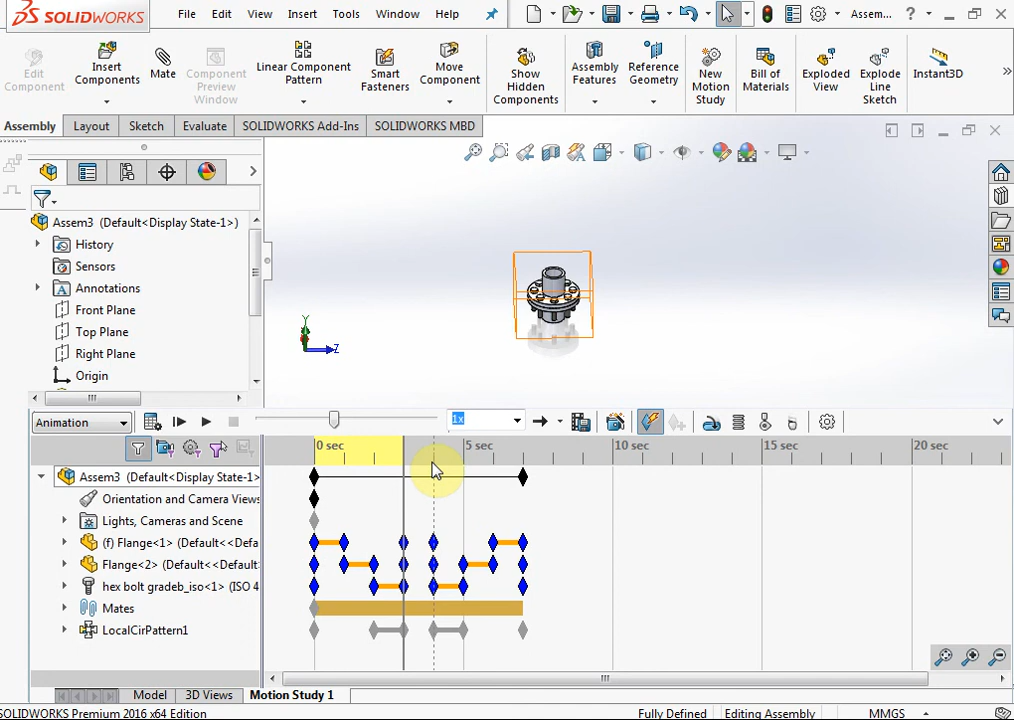 SOLIDWORKS File Edit View Insert Tools Window Help Assem... ?
Edit Component
Insert Components
Mate
Component Preview Window
Linear Component Pattern
Smart Fasteners
Move Component
Show Hidden Components
Assembly Features
Reference Geometry
New Motion Study
Bill of Materials
Exploded View
Explode Line Sketch
Instant3D
Assembly Layout Sketch Evaluate SOLIDWORKS Add-Ins SOLIDWORKS MBD
Assem3 (Default<Display State-1>)
History
Sensors
Annotations
Front Plane
Top Plane
Right Plane
Origin
Y
Z
Animation 1x
0 sec 5 sec 10 sec 15 sec 20 sec
Assem3 (Default<Display State-1>
Orientation and Camera Views
Lights, Cameras and Scene
(f) Flange<1> (Default<<Defa
Flange<2> (Default<<Default
hex bolt gradeb_iso<1> (ISO 4
Mates
LocalCirPattern1
Model 3D Views Motion Study 1
SOLIDWORKS Premium 2016 x64 Edition Fully Defined Editing Assembly MMGS